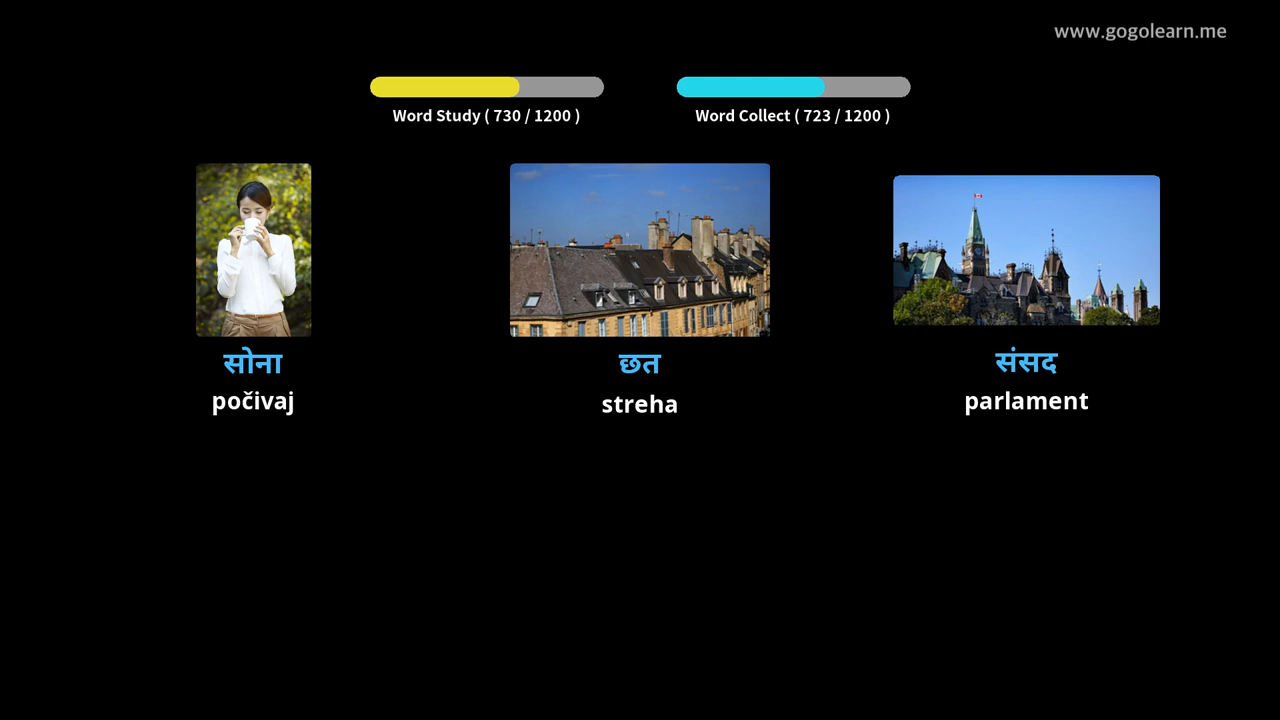 www.gogolearn.me
Word Study ( 730 / 1200 )
Word Collect ( 723 / 1200 )
सोना
छत
संसद
počivaj
streha
parlament